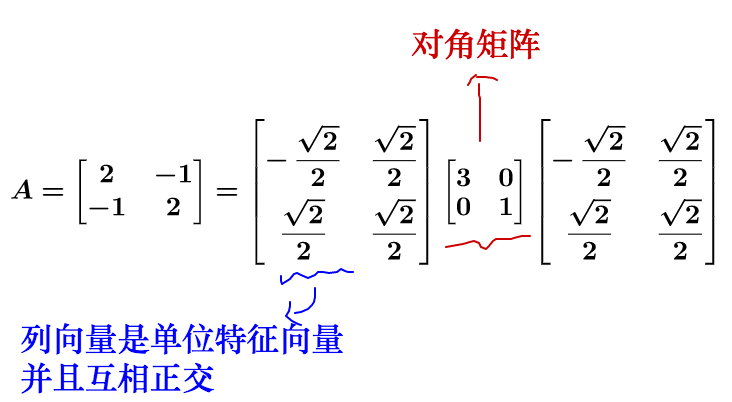 对角矩阵
A = \begin{bmatrix} 2 & -1 \\ -1 & 2 \end{bmatrix} = \begin{bmatrix} -\frac{\sqrt{2}}{2} & \frac{\sqrt{2}}{2} \\ \frac{\sqrt{2}}{2} & \frac{\sqrt{2}}{2} \end{bmatrix} \begin{bmatrix} 3 & 0 \\ 0 & 1 \end{bmatrix} \begin{bmatrix} -\frac{\sqrt{2}}{2} & \frac{\sqrt{2}}{2} \\ \frac{\sqrt{2}}{2} & \frac{\sqrt{2}}{2} \end{bmatrix}
列向量是单位特征向量
并且互相正交